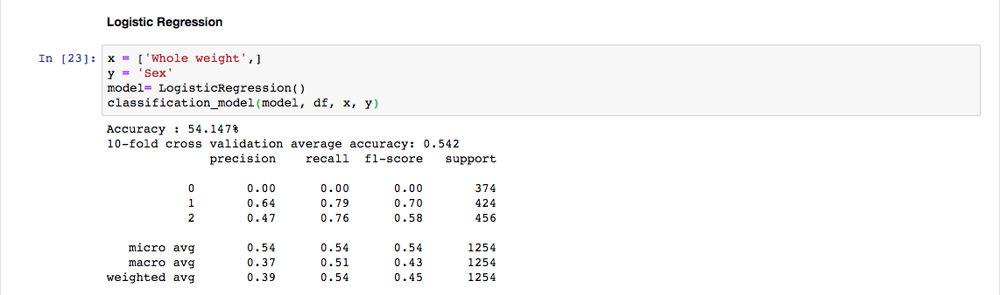 Logistic Regression
In [23]: x = ['Whole weight',]
y = 'Sex'
model= LogisticRegression()
classification_model(model, df, x, y)
Accuracy : 54.147%
10-fold cross validation average accuracy: 0.542
precision recall f1-score support
0 0.00 0.00 0.00 374
1 0.64 0.79 0.70 424
2 0.47 0.76 0.58 456
micro avg 0.54 0.54 0.54 1254
macro avg 0.37 0.51 0.43 1254
weighted avg 0.39 0.54 0.45 1254